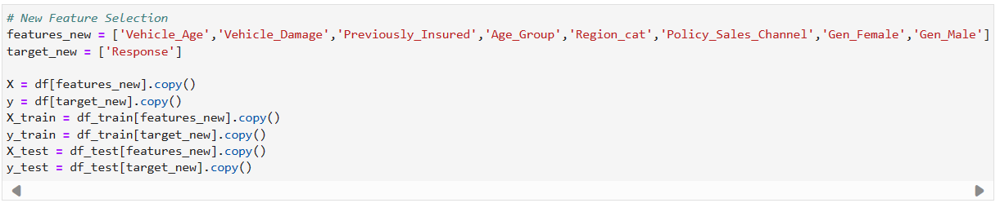 # New Feature Selection
features_new = ['Vehicle_Age','Vehicle_Damage','Previously_Insured','Age_Group','Region_cat','Policy_Sales_Channel','Gen_Female','Gen_Male']
target_new = ['Response']
X = df[features_new].copy()
y = df[target_new].copy()
X_train = df_train[features_new].copy()
y_train = df_train[target_new].copy()
X_test = df_test[features_new].copy()
y_test = df_test[target_new].copy()